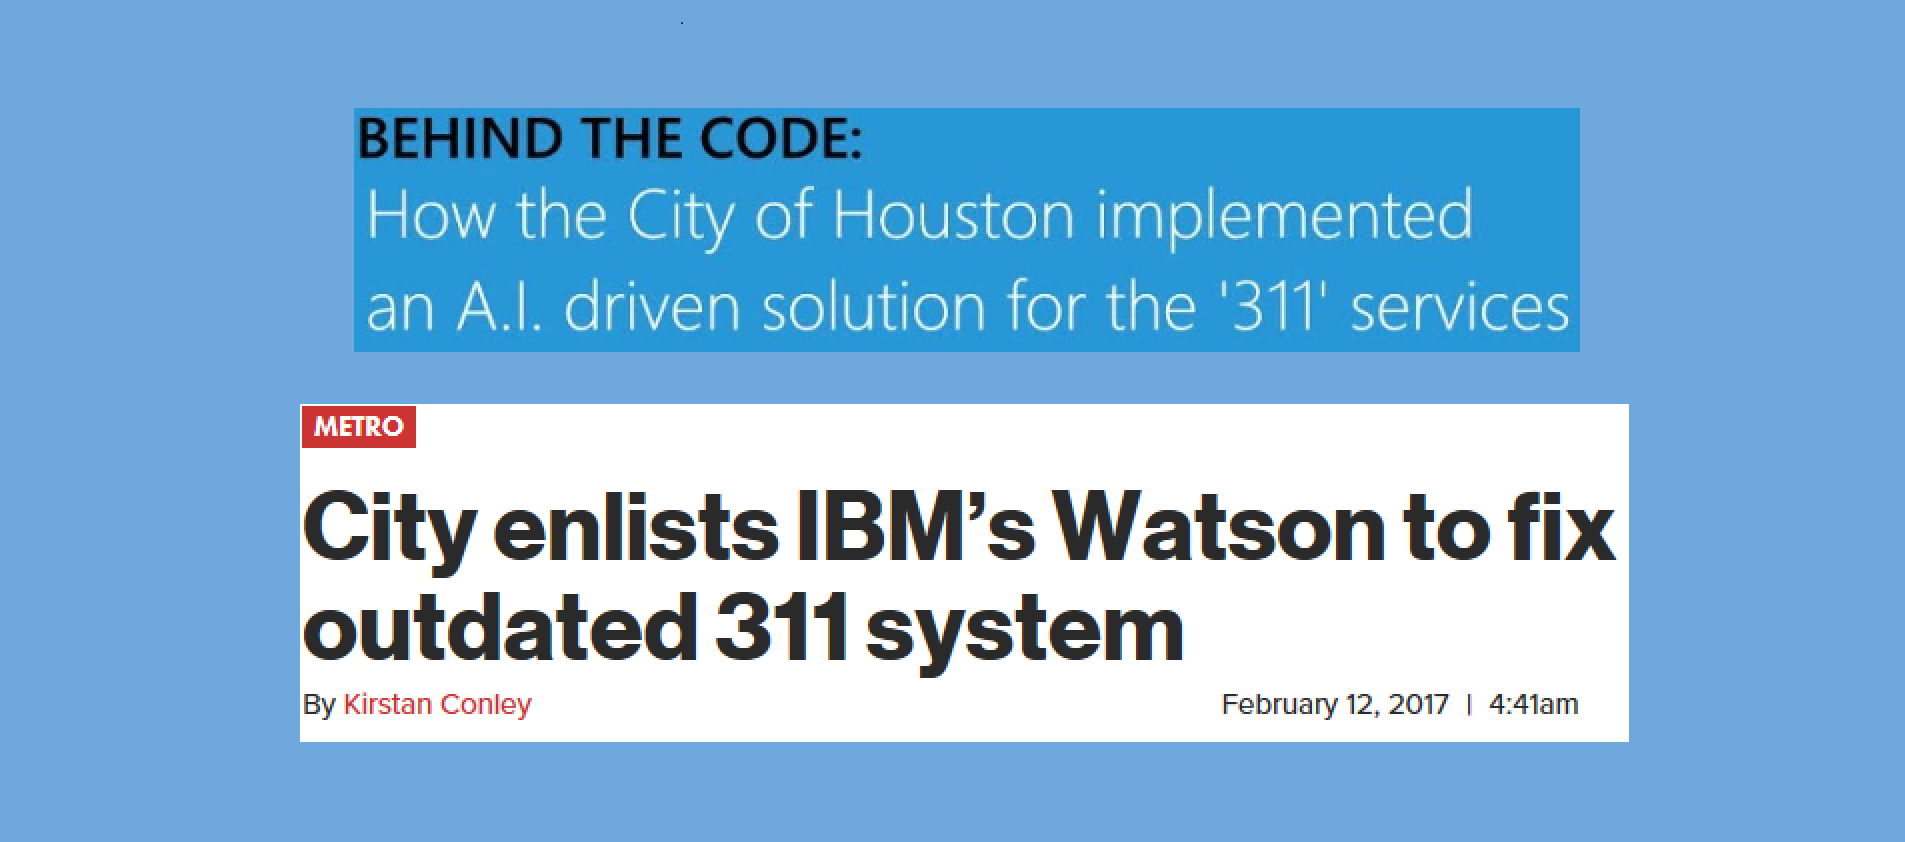 BEHIND THE CODE:
How the City of Houston implemented
an A.I. driven solution for the '311' services
METRO
City enlists IBM’s Watson to fix
outdated 311 system
By Kirstan Conley February 12, 2017 | 4:41am